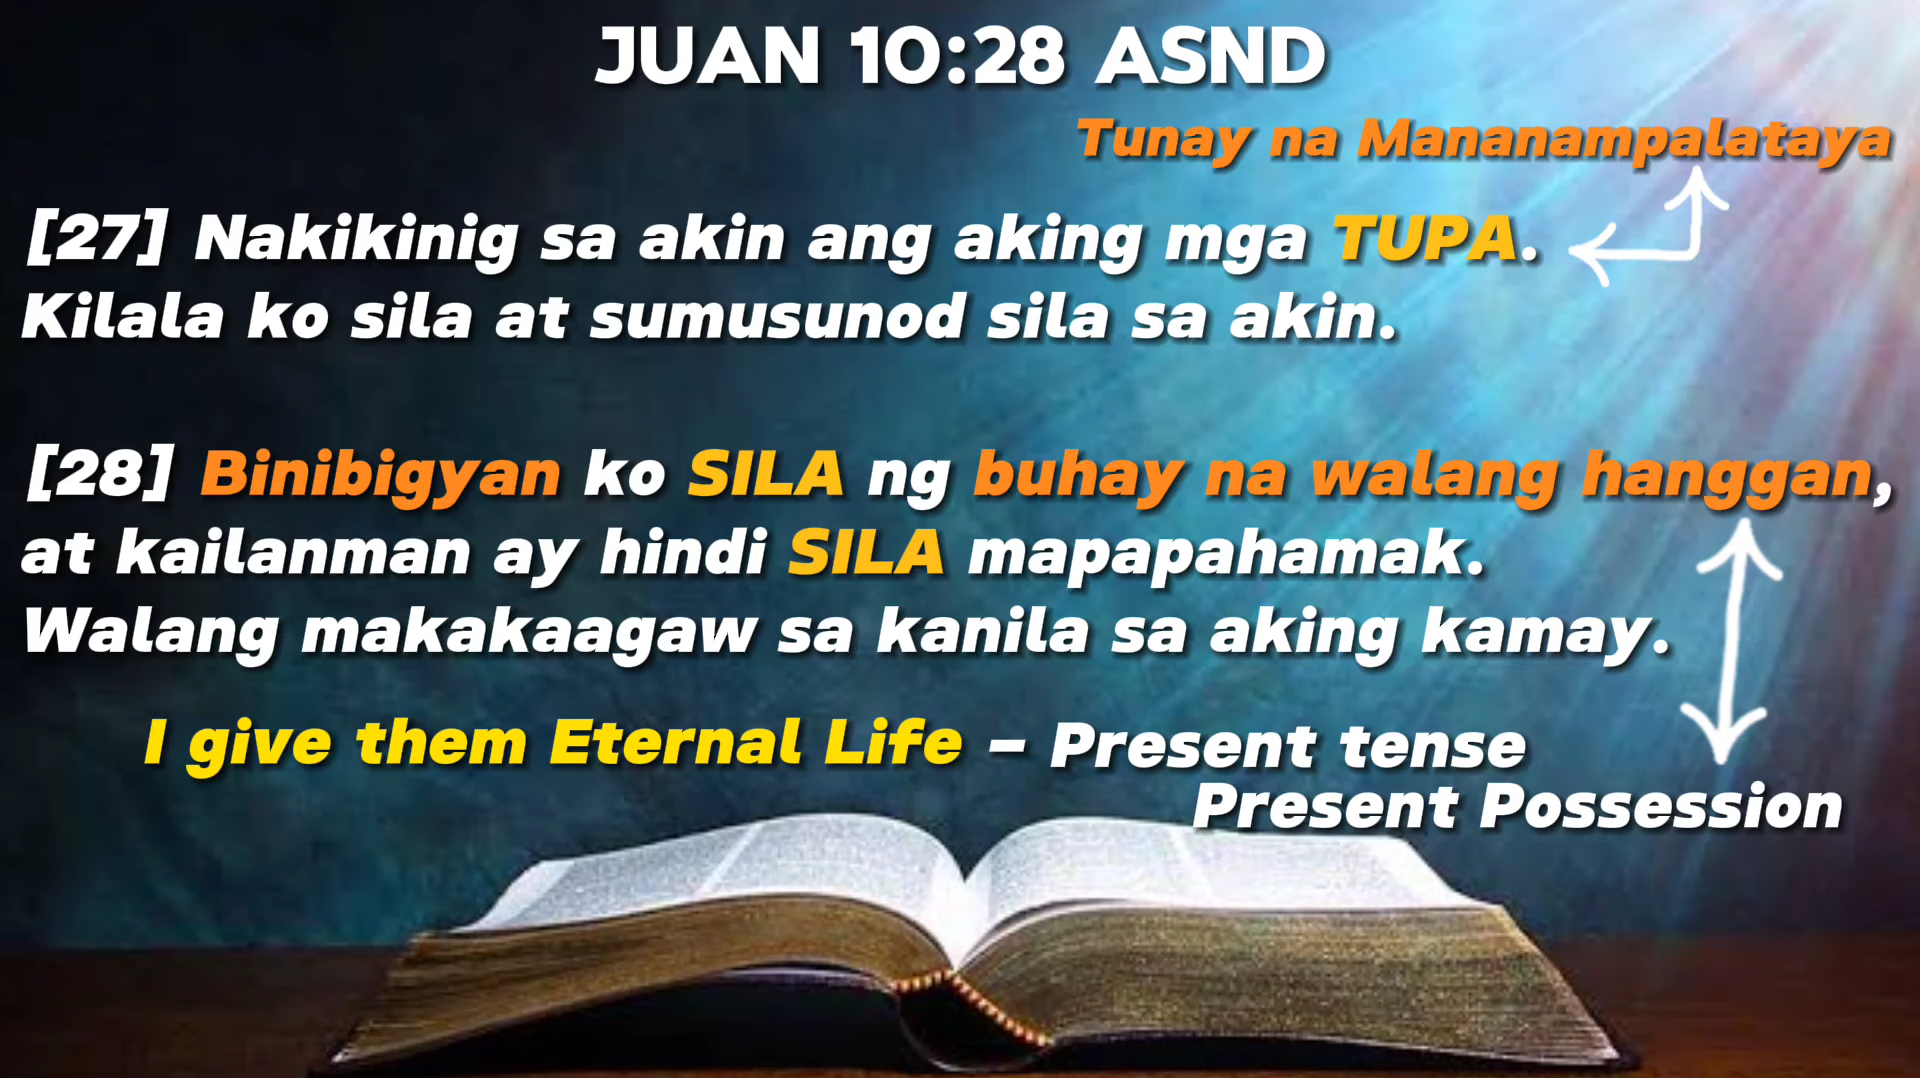 JUAN 10:28 ASND
Tunay na Mananampalataya
[27] Nakikinig sa akin ang aking mga TUPA.
Kilala ko sila at sumusunod sila sa akin.
[28] Binibigyan ko SILA ng buhay na walang hanggan,
at kailanman ay hindi SILA mapapahamak.
Walang makakaagaw sa kanila sa aking kamay.
I give them Eternal Life – Present tense
Present Possession